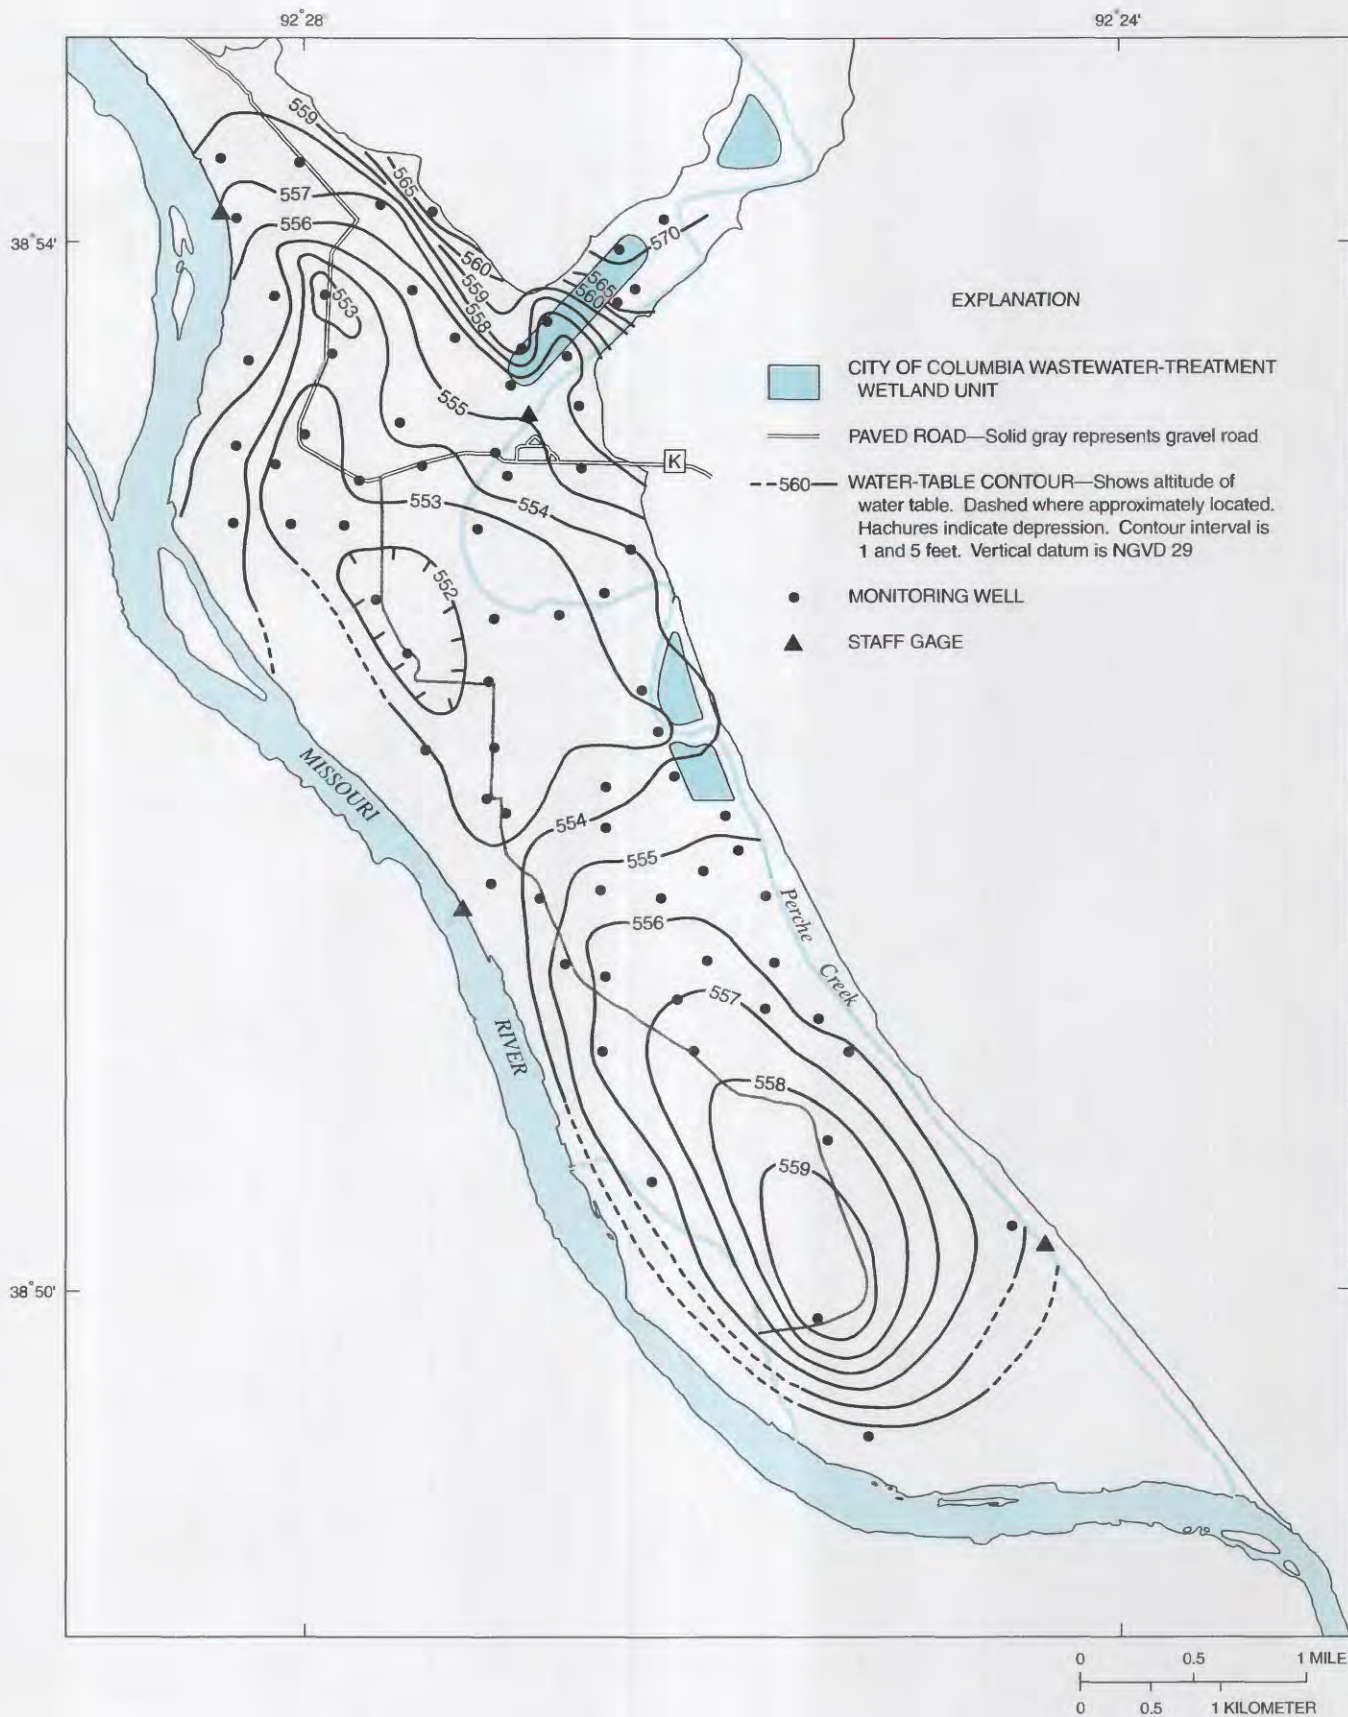 92°28'
92°24'
559
565
557
556
38°54'
570
560
565
560
559
553
558
555
K
553
554
552
EXPLANATION
CITY OF COLUMBIA WASTEWATER-TREATMENT
WETLAND UNIT
PAVED ROAD—Solid gray represents gravel road
560
WATER-TABLE CONTOUR—Shows altitude of
water table. Dashed where approximately located.
Hachures indicate depression. Contour interval is
1 and 5 feet. Vertical datum is NGVD 29
MONITORING WELL
STAFF GAGE
MISSOURI
RIVER
554
555
Perche
Creek
556
557
558
559
38°50'
0 0.5 1 MILE
0 0.5 1 KILOMETER